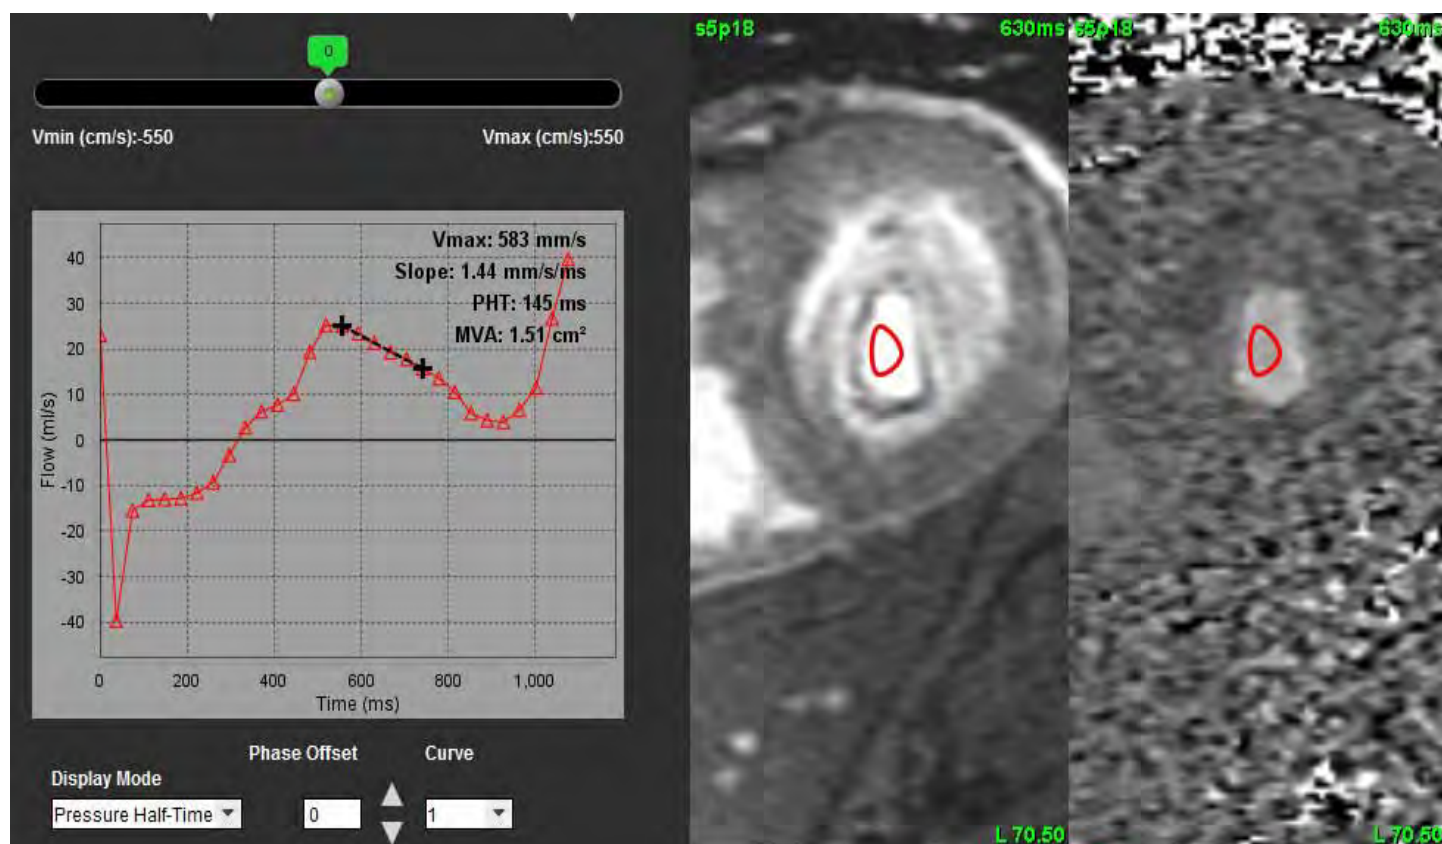 0
Vmin (cm/s):-550
Vmax (cm/s):550
Vmax: 583 mm/s
Slope: 1.44 mm/s/ms
PHT: 145 ms
MVA: 1.51 cm²
40
30
20
10
0
-10
-20
-30
-40
Flow (ml/s)
0 200 400 600 800 1,000
Time (ms)
Phase Offset
Curve
Display Mode
Pressure Half-Time
0
1
s5p18
630ms
L 70.50
s5p18
630ms
L 70.50